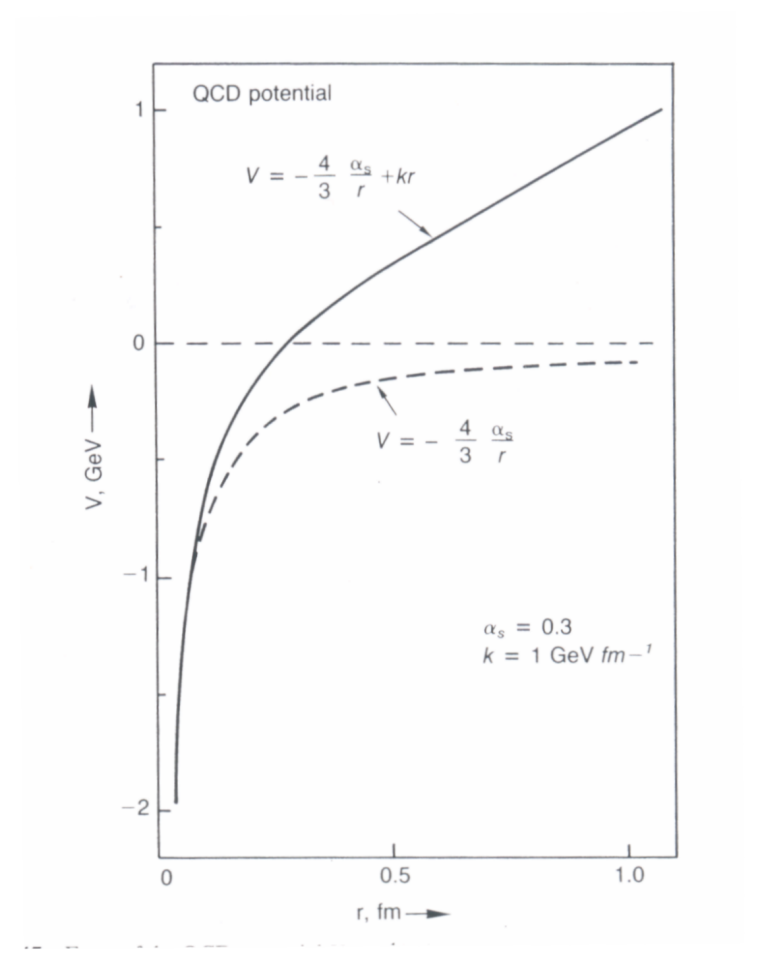 QCD potential
1
V = − 4/3 αs/r + kr
0
V = − 4/3 αs/r
V, GeV
−1
αs = 0.3
k = 1 GeV fm−1
−2
0 0.5 1.0
r, fm